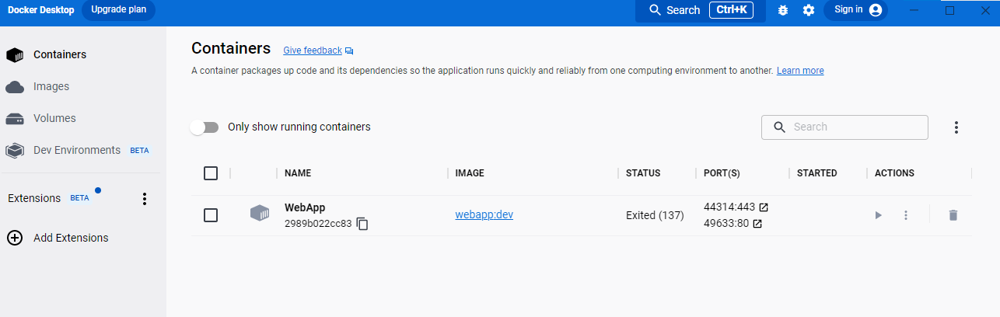 Docker Desktop Upgrade plan Search Ctrl+K Sign in
Containers
Images
Volumes
Dev Environments BETA
Extensions BETA
Add Extensions
Containers Give feedback
A container packages up code and its dependencies so the application runs quickly and reliably from one computing environment to another. Learn more
Only show running containers Search
NAME IMAGE STATUS PORT(S) STARTED ACTIONS
WebApp
2989b022cc83
webapp:dev
Exited (137)
44314:443
49633:80